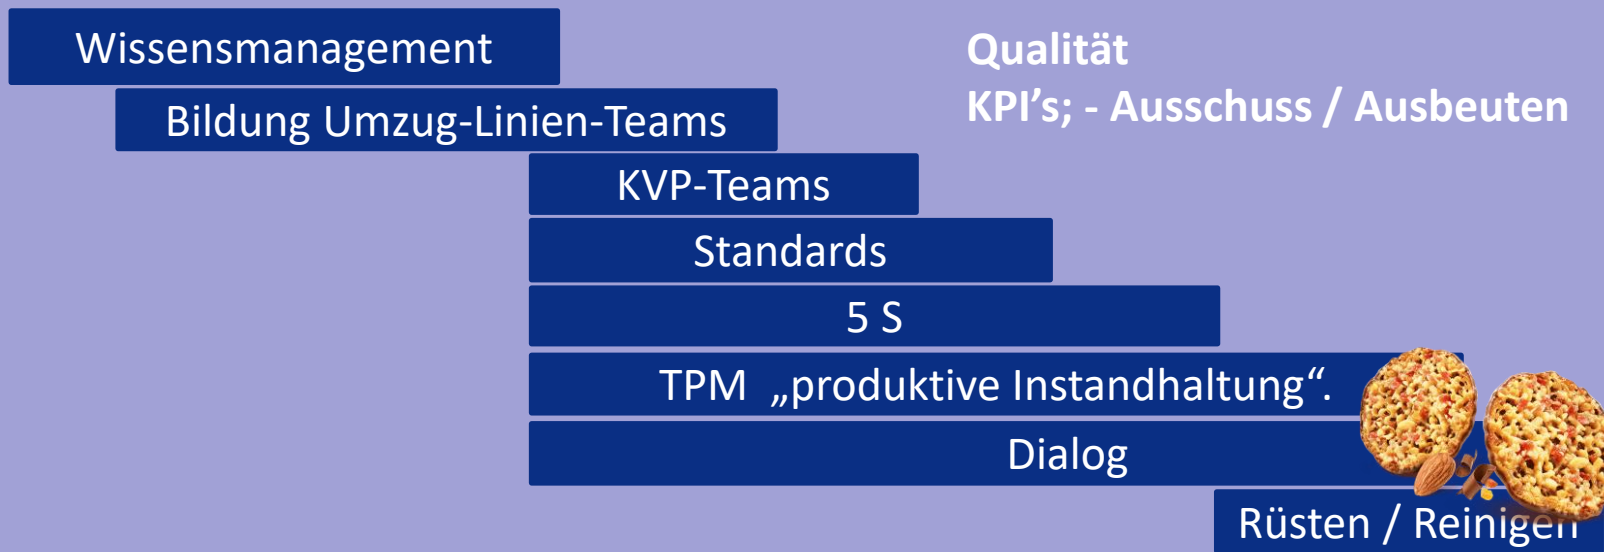 Wissensmanagement
Qualität
KPI's; - Ausschuss / Ausbeuten
Bildung Umzug-Linien-Teams
KVP-Teams
Standards
5 S
TPM „produktive Instandhaltung“.
Dialog
Rüsten / Reinigen